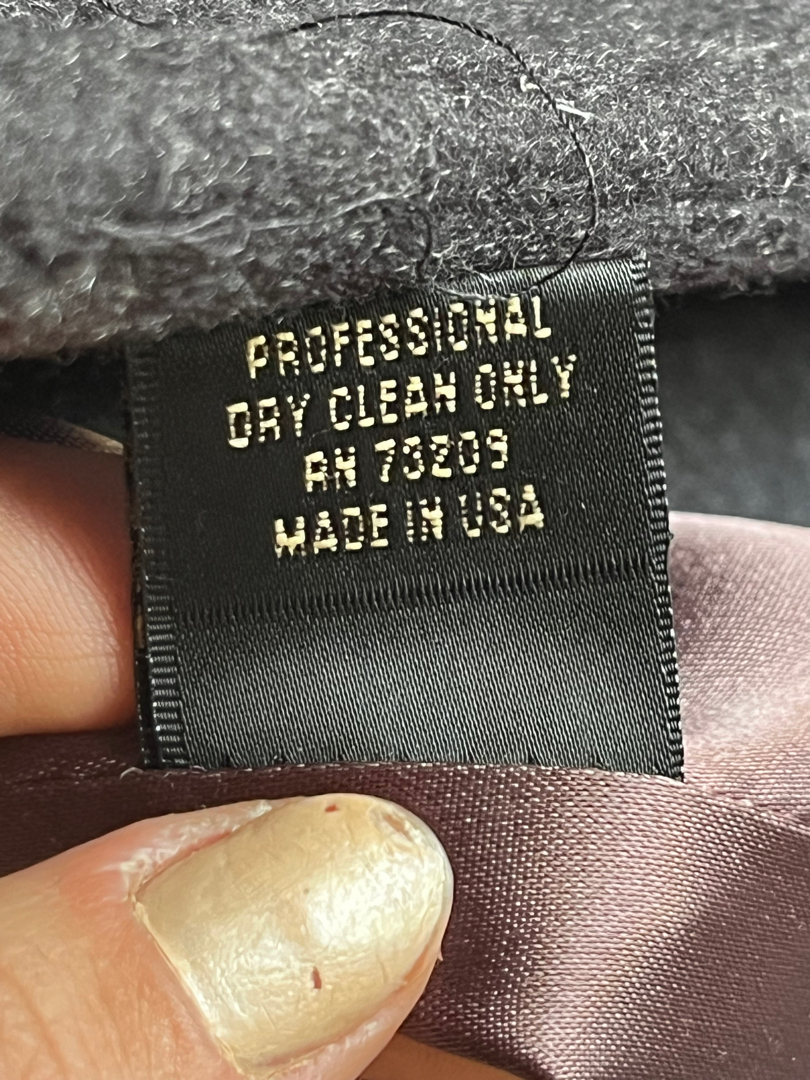 PROFESSIONAL
DRY CLEAN ONLY
RN 73209
MADE IN USA